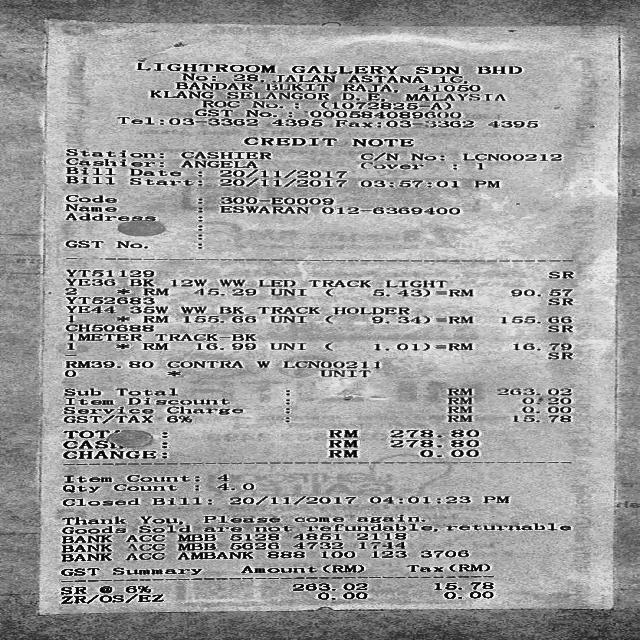 LIGHTROOM GALLERY SDN BHD
No: 28, JALAN ASTANA 1C,
BANDAR BUKIT RAJA, 41050
KLANG SELANGOR D.E, MALAYSIA
ROC No. : (1072825-A)
GST No. : 000584089600
Tel:03-3362 4395 Fax:03-3362 4395
CREDIT NOTE
Station: CASHIER C/N No: LCN00212
Cashier: ANGELA Cover : 1
Bill Date : 20/11/2017
Bill Start: 20/11/2017 03:57:01 PM
Code : 300-E0009
Name : ESWARAN 012-6369400
Address :
:
:
GST No. :
YT51129 SR
YE36 BK 12W WW LED TRACK LIGHT
2 * RM 45.29 UNI ( 5.43)=RM 90.57
YT52683 SR
YE44 35W WW BK TRACK HOLDER
1 * RM 155.66 UNI ( 9.34)=RM 155.66
CH50688 SR
1METER TRACK-BK
1 * RM 16.99 UNI ( 1.01)=RM 16.79
SR
RM39.80 CONTRA W LCN00211
0 * UNIT
Sub Total : RM 263.02
Item Discount : RM 0.20
Service Charge : RM 0.00
GST/TAX 6% : RM 15.78
: RM 278.80
: RM 278.80
CHANGE: RM 0.00
Item Count: 4
Qty Count : 4.0
Closed Bill: 20/11/2017 04:01:23 PM
Thank You, Please come again.
Goods Sold are not refundable,returnable
BANK ACC MBB 5128 4851 2118
BANK ACC MBB 5626 4732 1744
BANK ACC AMBANK 8881 100 123 3706
GST Summary Amount(RM) Tax(RM)
SR @ 6% 263.02 15.78
ZR/OS/EZ 0.00 0.00